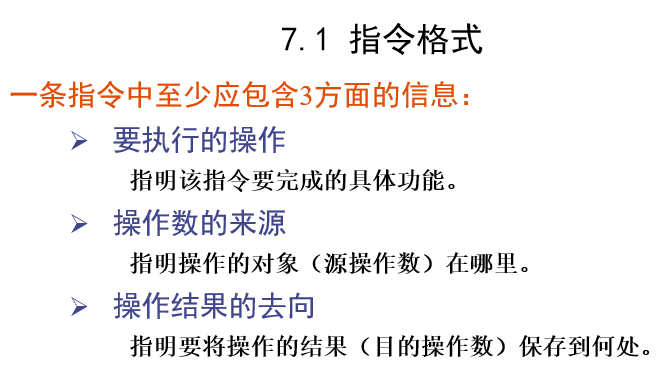 7.1 指令格式
一条指令中至少应包含3方面的信息：
➢ 要执行的操作
指明该指令要完成的具体功能。
➢ 操作数的来源
指明操作的对象（源操作数）在哪里。
➢ 操作结果的去向
指明要将操作的结果（目的操作数）保存到何处。